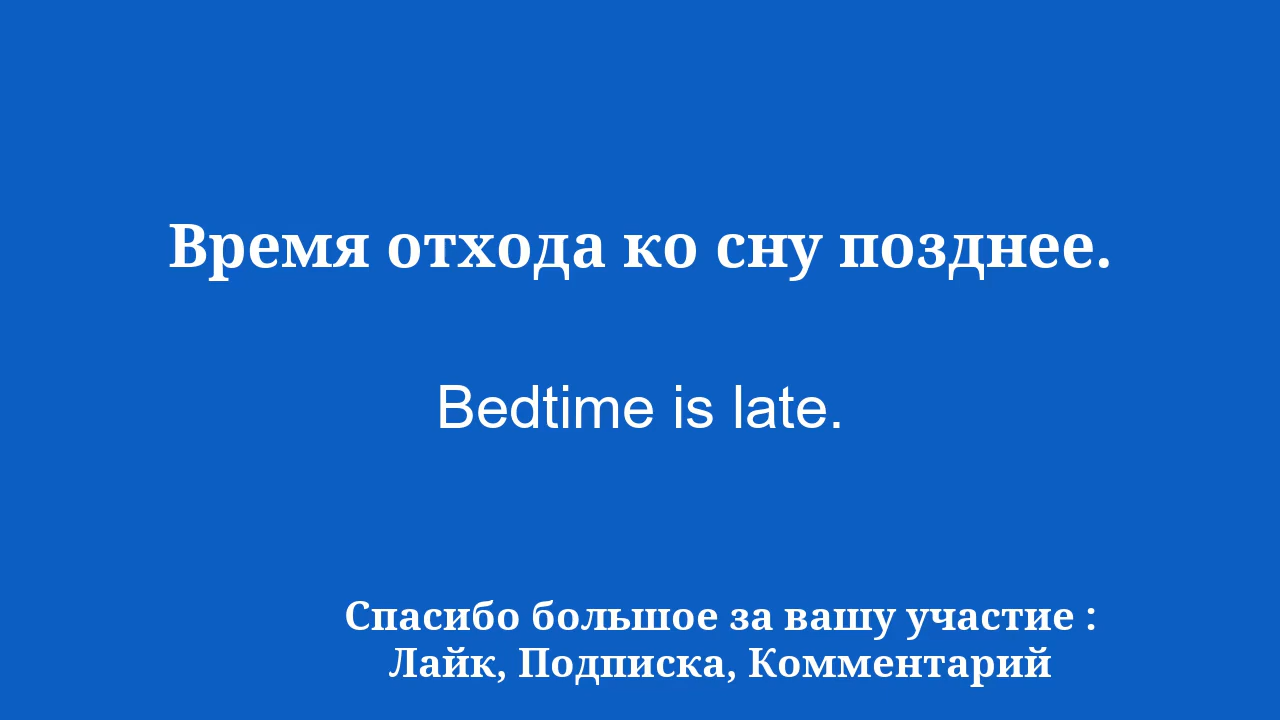 Время отхода ко сну позднее.
Bedtime is late.
Спасибо большое за вашу участие :
Лайк, Подписка, Комментарий